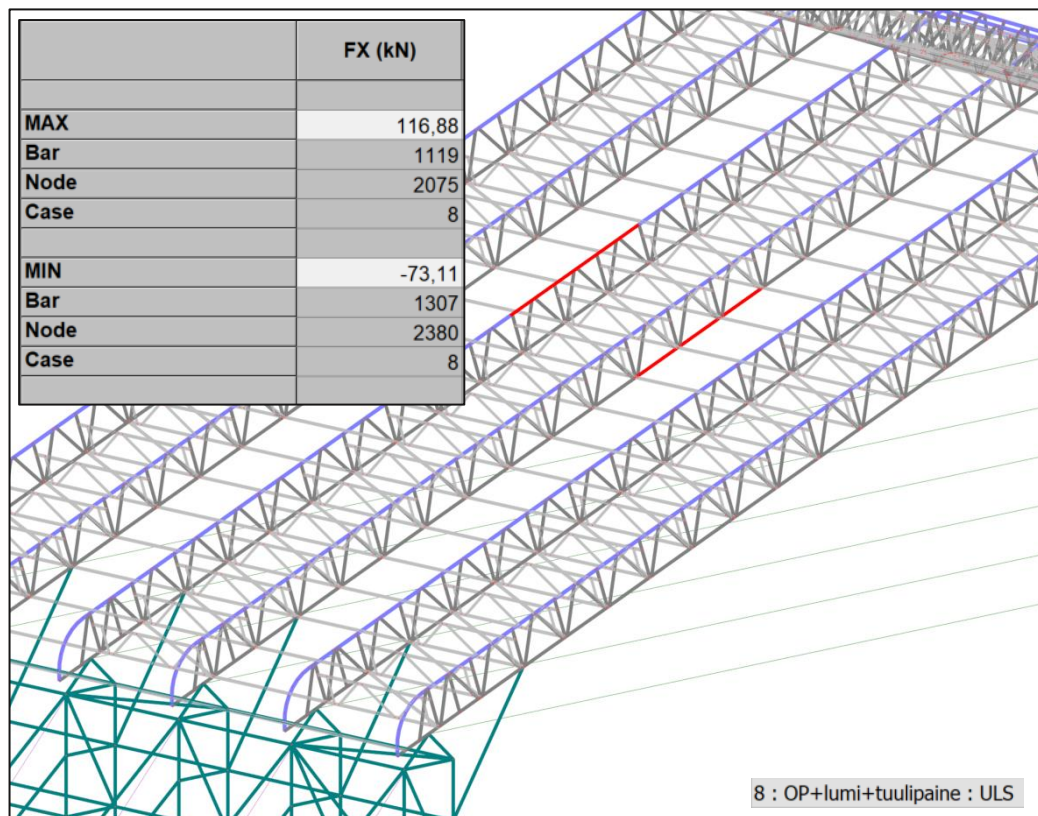 FX (kN)
MAX 116,88
Bar 1119
Node 2075
Case 8
MIN -73,11
Bar 1307
Node 2380
Case 8
8 : OP+lumi+tuulipaine : ULS